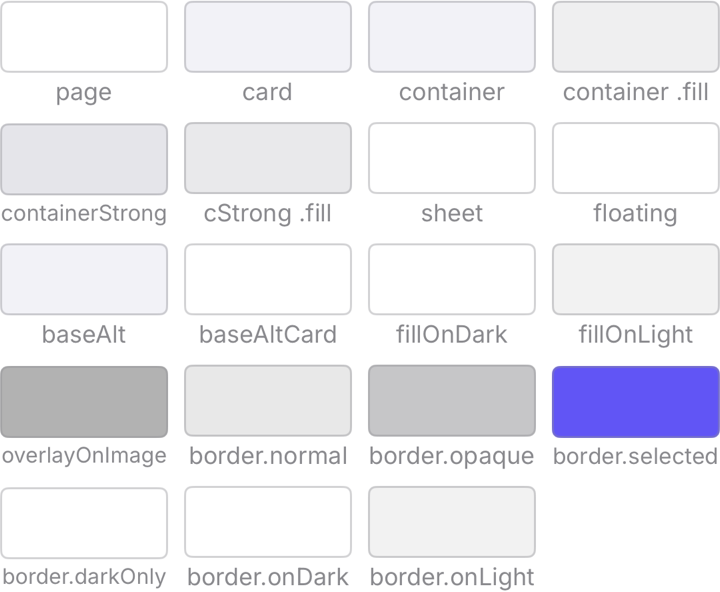 page card container container .fill
containerStrong cStrong .fill sheet floating
baseAlt baseAltCard fillOnDark fillOnLight
overlayOnImage border.normal border.opaque border.selected
border.darkOnly border.onDark border.onLight